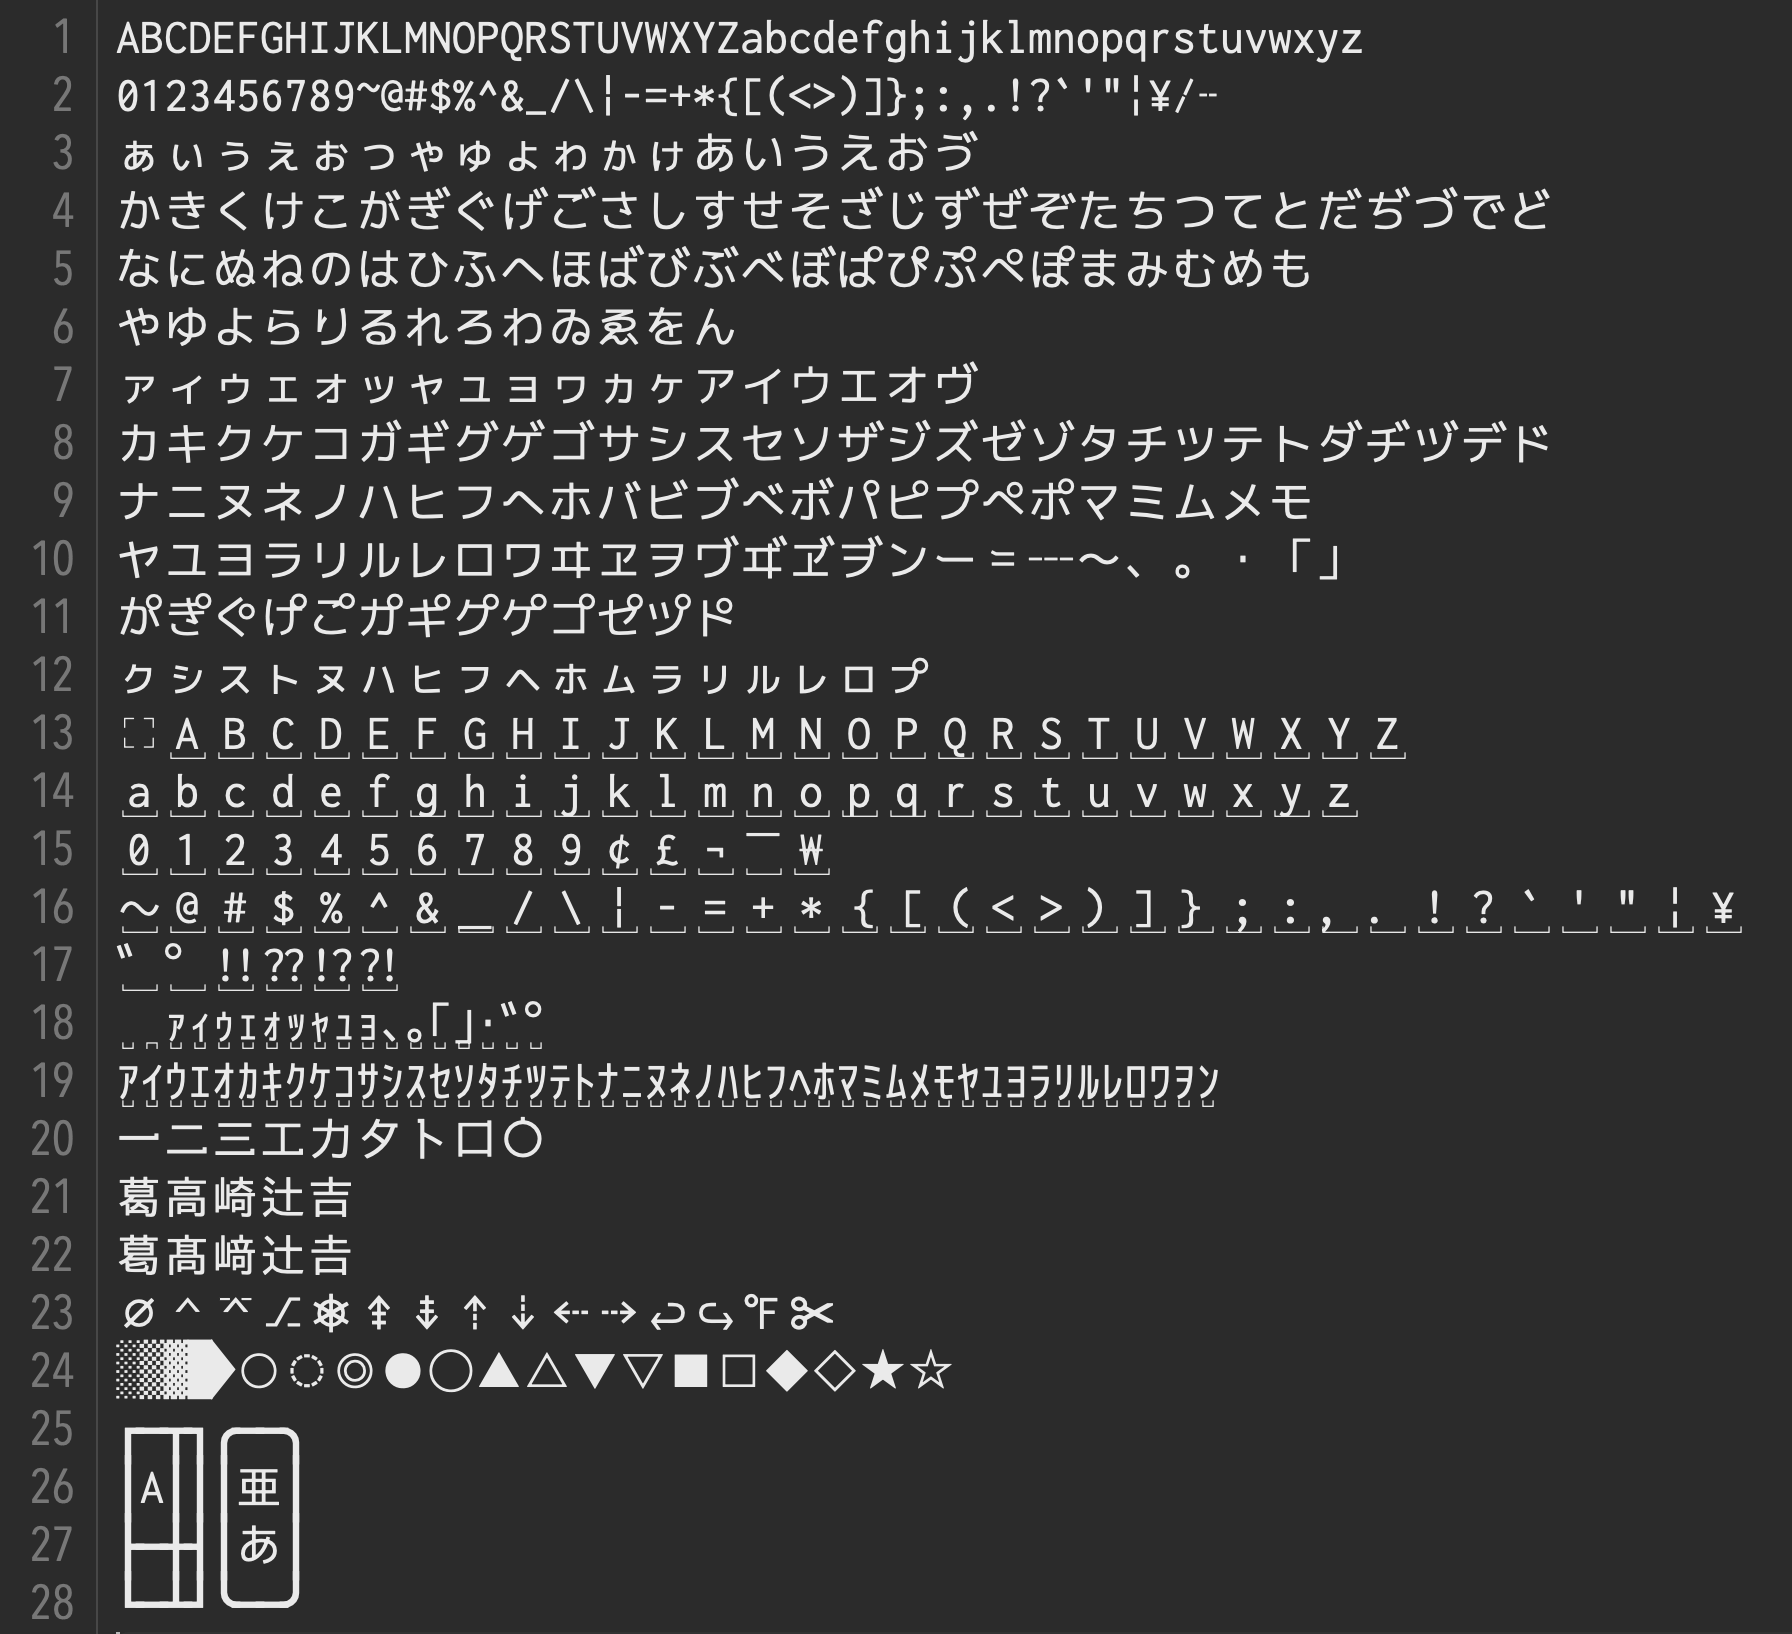 1 ABCDEFGHIJKLMNOPQRSTUVWXYZabcdefghijklmnopqrstuvwxyz
2 0123456789~@#$%^&_/\|-=+*{[(<>)]};:,.!?`'"¦¥
3 ぁぃぅぇぉっゃゅょゎゕゖあいうえおゔ
4 かきくけこがぎぐげごさしすせそざじずぜぞたちつてとだぢづでど
5 なにぬねのはひふへほばびぶべぼぱぴぷぺぽまみむめも
6 やゆよらりるれろわゐゑをん
7 ァィゥェォッャュョヮヵヶアイウエオヴ
8 カキクケコガギグゲゴサシスセソザジズゼゾタチツテトダヂヅデド
9 ナニヌネノハヒフヘホバビブベボパピプペポマミムメモ
10 ヤユヨラリルレロワヰヱヲヴヸヹヺンー゠―〜、。・「」
11 か゚き゚く゚け゚こ゚カ゚キ゚ク゚ケ゚コ゚セ゚ツ゚ト゚
12 ㇰㇱㇲㇳㇴㇵㇶㇷㇸㇹㇺㇻㇼㇽㇾㇿㇷ゚
13 　ＡＢＣＤＥＦＧＨＩＪＫＬＭＮＯＰＱＲＳＴＵＶＷＸＹＺ
14 ａｂｃｄｅｆｇｈｉｊｋｌｍｎｏｐｑｒｓｔｕｖｗｘｙｚ
15 ０１２３４５６７８９￠￡￢￣￦
16 ～＠＃＄％＾＆＿／＼｜－＝＋＊｛［（＜＞）］｝；：，．！？｀＇＂￤￥
17 ゛゜‼⁇⁉⁈
18 ｧｨｩｪｫｯｬｭｮ､｡｢｣･ﾞﾟ
19 ｱｲｳｴｵｶｷｸｹｺｻｼｽｾｿﾀﾁﾂﾃﾄﾅﾆﾇﾈﾉﾊﾋﾌﾍﾎﾏﾐﾑﾒﾓﾔﾕﾖﾗﾘﾙﾚﾛﾜｦﾝ
20 一二三工力夕卜口〇
21 葛高崎辻吉
22 葛髙﨑辻𠮷
23 ∅⌃⌤⌥⎈⇞⇟⇡⇣⇠⇢↩↪℉✂
24 ░▒▓█○◌◎●◯▲△▼▽■□◆◇★☆
25
26 A 亜
27 あ
28